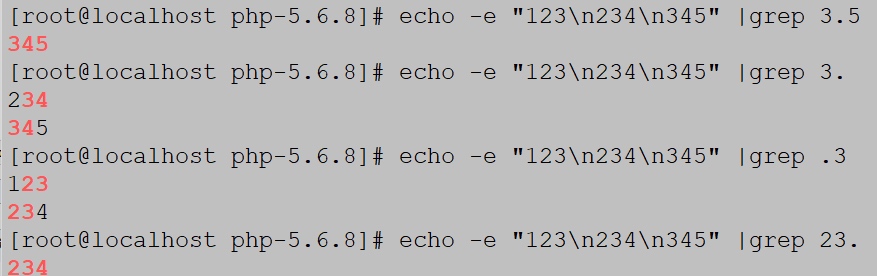 [root@localhost php-5.6.8]# echo -e "123\n234\n345" |grep 3.5
345
[root@localhost php-5.6.8]# echo -e "123\n234\n345" |grep 3.
234
345
[root@localhost php-5.6.8]# echo -e "123\n234\n345" |grep .3
123
234
[root@localhost php-5.6.8]# echo -e "123\n234\n345" |grep 23.
234